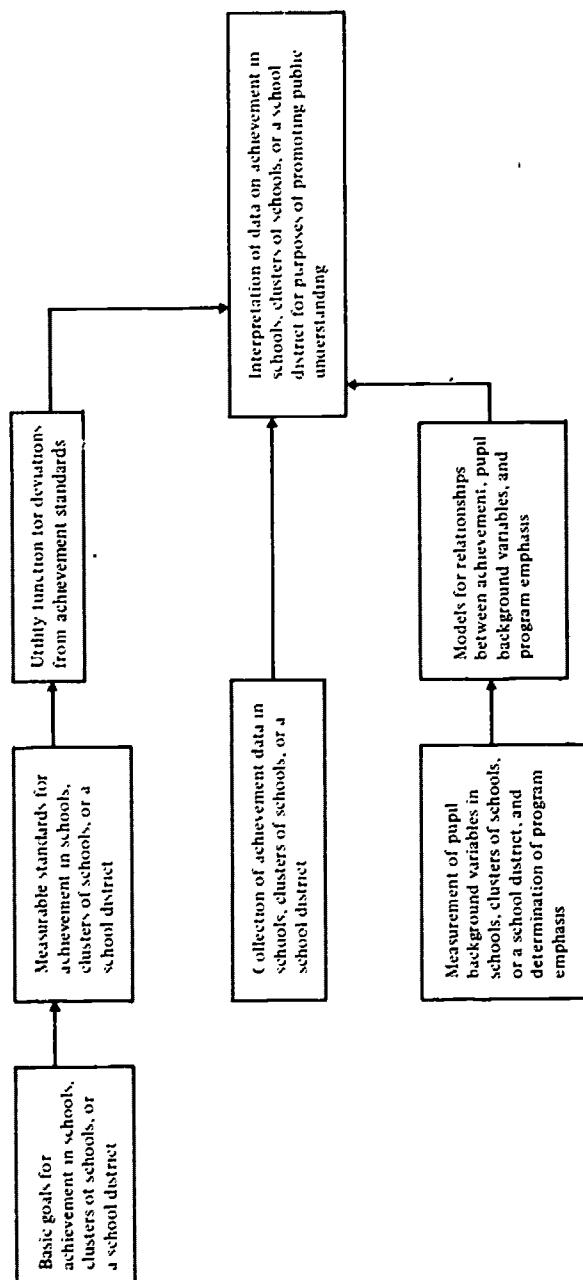 Basic goals for
achievement in schools,
clusters of schools, or
a school district
Measurable standards for
achievement in schools,
clusters of schools, or a
school district
Utility function for deviations
from achievement standards
Collection of achievement data in
schools, clusters of schools, or a
school district
Interpretation of data on achievement in
schools, clusters of schools, or a school
district for purposes of promoting public
understanding
Measurement of pupil
background variables in
schools, clusters of schools,
or a school district, and
determination of program
emphasis
Models for relationships
between achievement, pupil
background variables, and
program emphasis